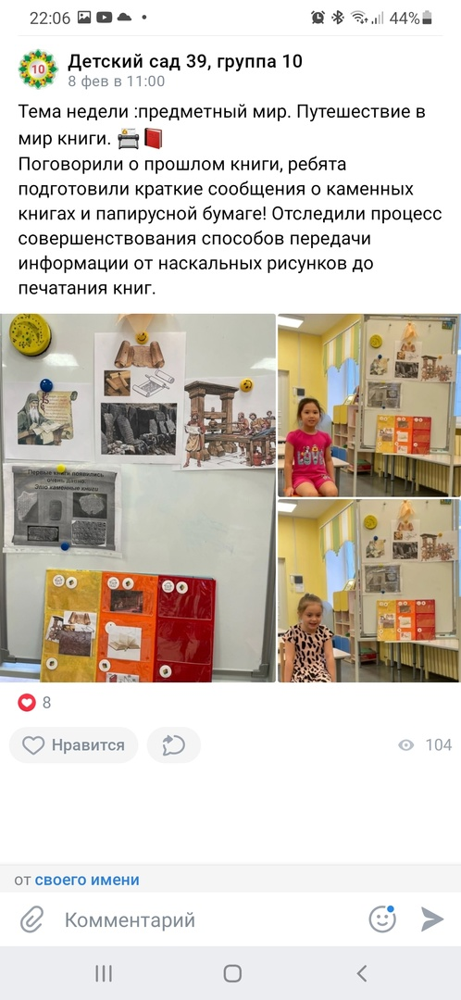 22:06
44%
10
Детский сад 39, группа 10
8 фев в 11:00
Тема недели :предметный мир. Путешествие в
мир книги.
Поговорили о прошлом книги, ребята
подготовили краткие сообщения о каменных
книгах и папирусной бумаге! Отследили процесс
совершенствования способов передачи
информации от наскальных рисунков до
печатания книг.
Первые книги появились
очень давно.
Это каменные книги
8
Нравится
104
от своего имени
Комментарий